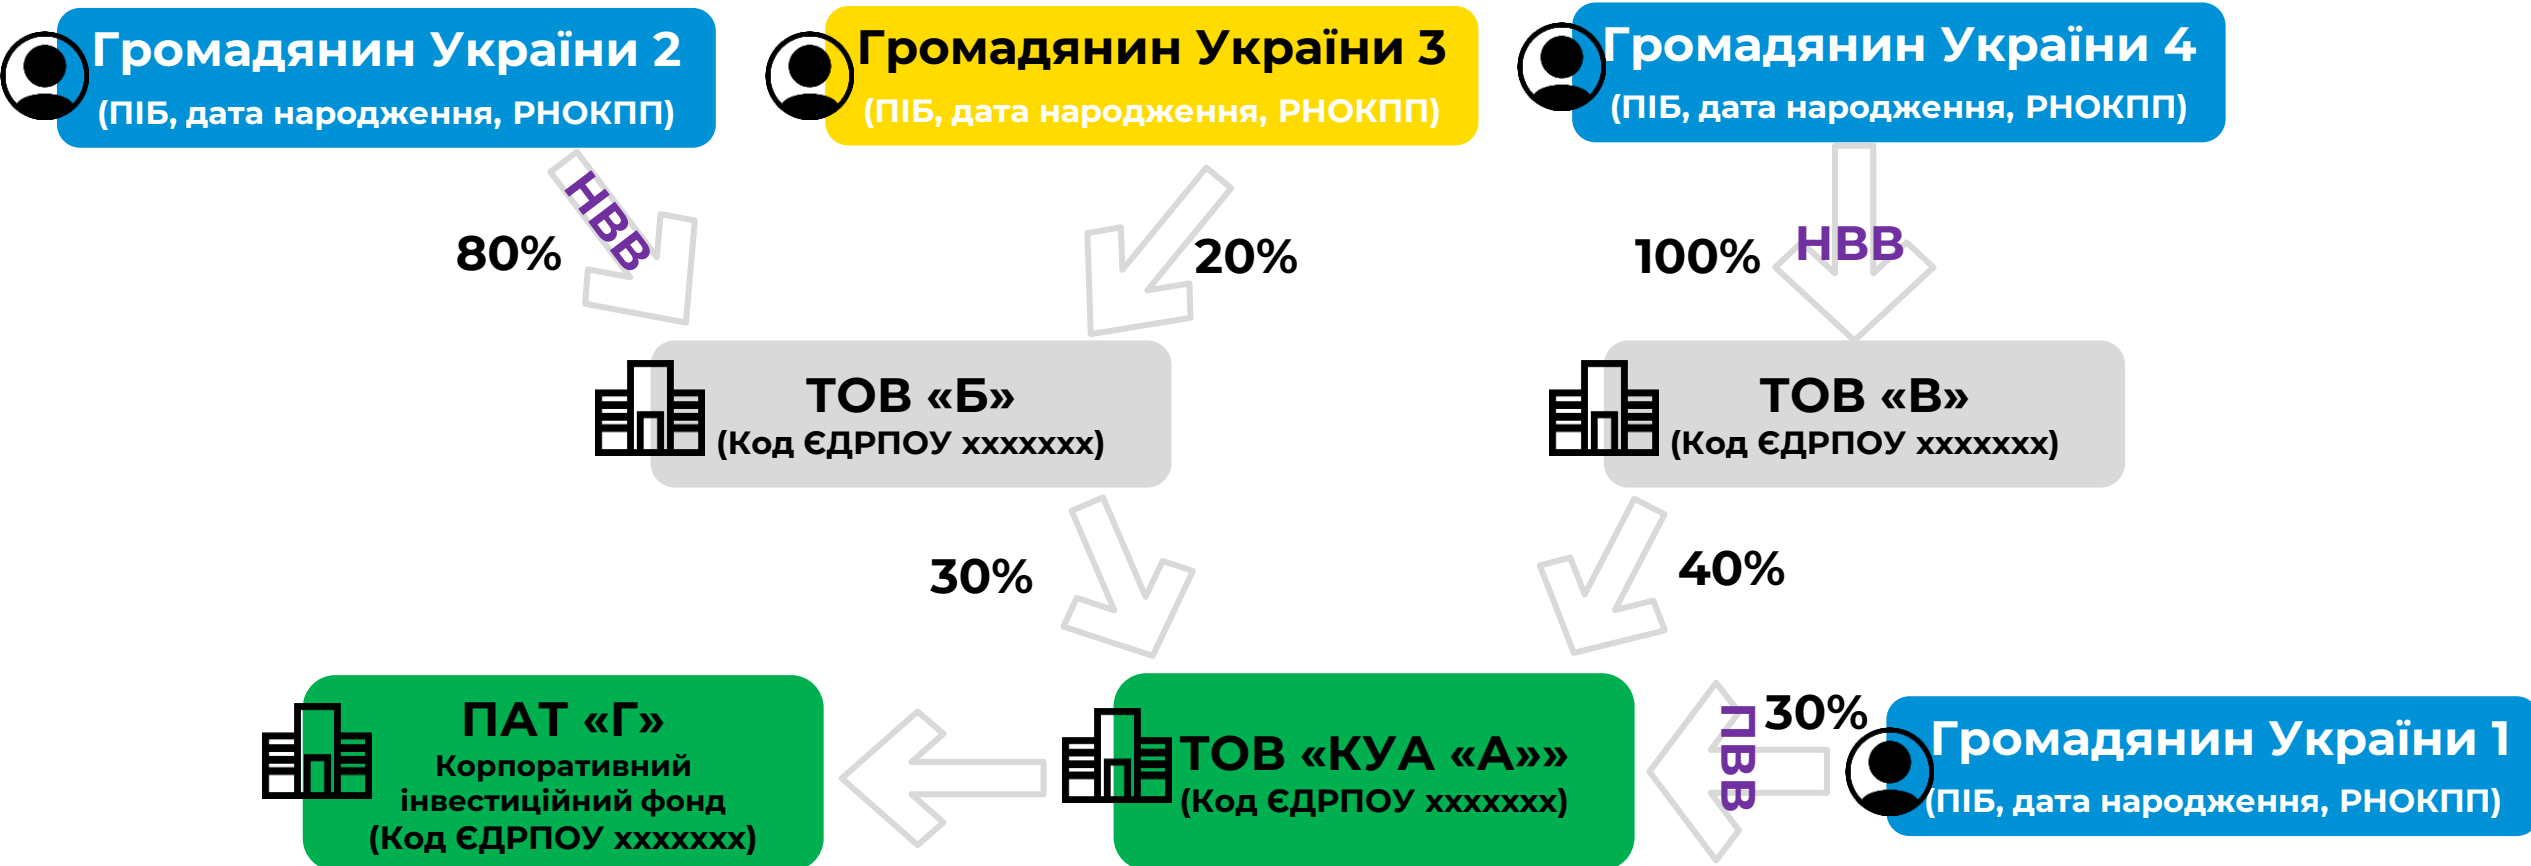 Громадянин України 2
(ПІБ, дата народження, РНОКПП)
Громадянин України 3
(ПІБ, дата народження, РНОКПП)
Громадянин України 4
(ПІБ, дата народження, РНОКПП)
80%
НВВ
20%
100%
НВВ
ТОВ «Б»
(Код ЄДРПОУ ххххххх)
ТОВ «В»
(Код ЄДРПОУ ххххххх)
30%
40%
ПАТ «Г»
Корпоративний
інвестиційний фонд
(Код ЄДРПОУ ххххххх)
ТОВ «КУА «А»»
(Код ЄДРПОУ ххххххх)
ПВВ
30%
Громадянин України 1
(ПІБ, дата народження, РНОКПП)